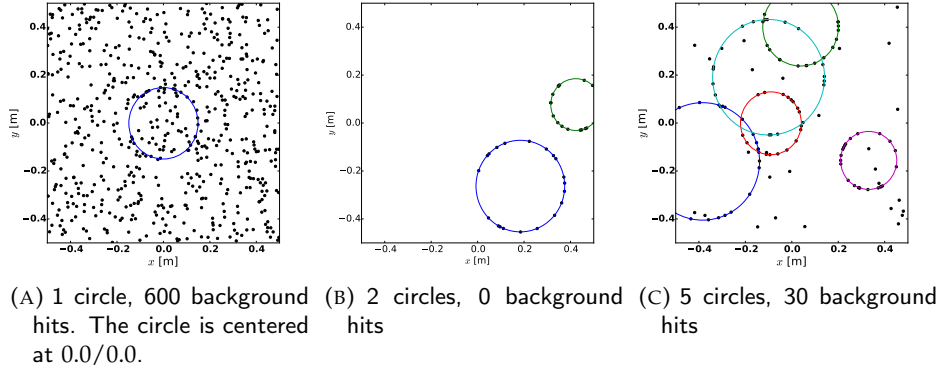 0.4
0.2
0.0
−0.2
−0.4
y [m]
−0.4 −0.2 0.0 0.2 0.4
x [m]
0.4
0.2
0.0
−0.2
−0.4
y [m]
−0.4 −0.2 0.0 0.2 0.4
x [m]
0.4
0.2
0.0
−0.2
−0.4
y [m]
−0.4 −0.2 0.0 0.2 0.4
x [m]
(A) 1 circle, 600 background
hits. The circle is centered
at 0.0/0.0.
(B) 2 circles, 0 background
hits
(C) 5 circles, 30 background
hits